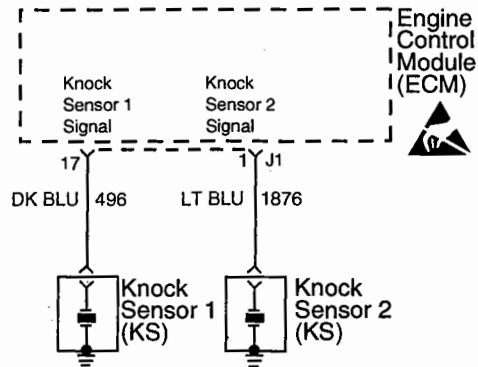 Engine
Control
Module
(ECM)
Knock
Sensor 1
Signal
Knock
Sensor 2
Signal
17
1
J1
DK BLU
496
LT BLU
1876
Knock
Sensor 1
(KS)
Knock
Sensor 2
(KS)